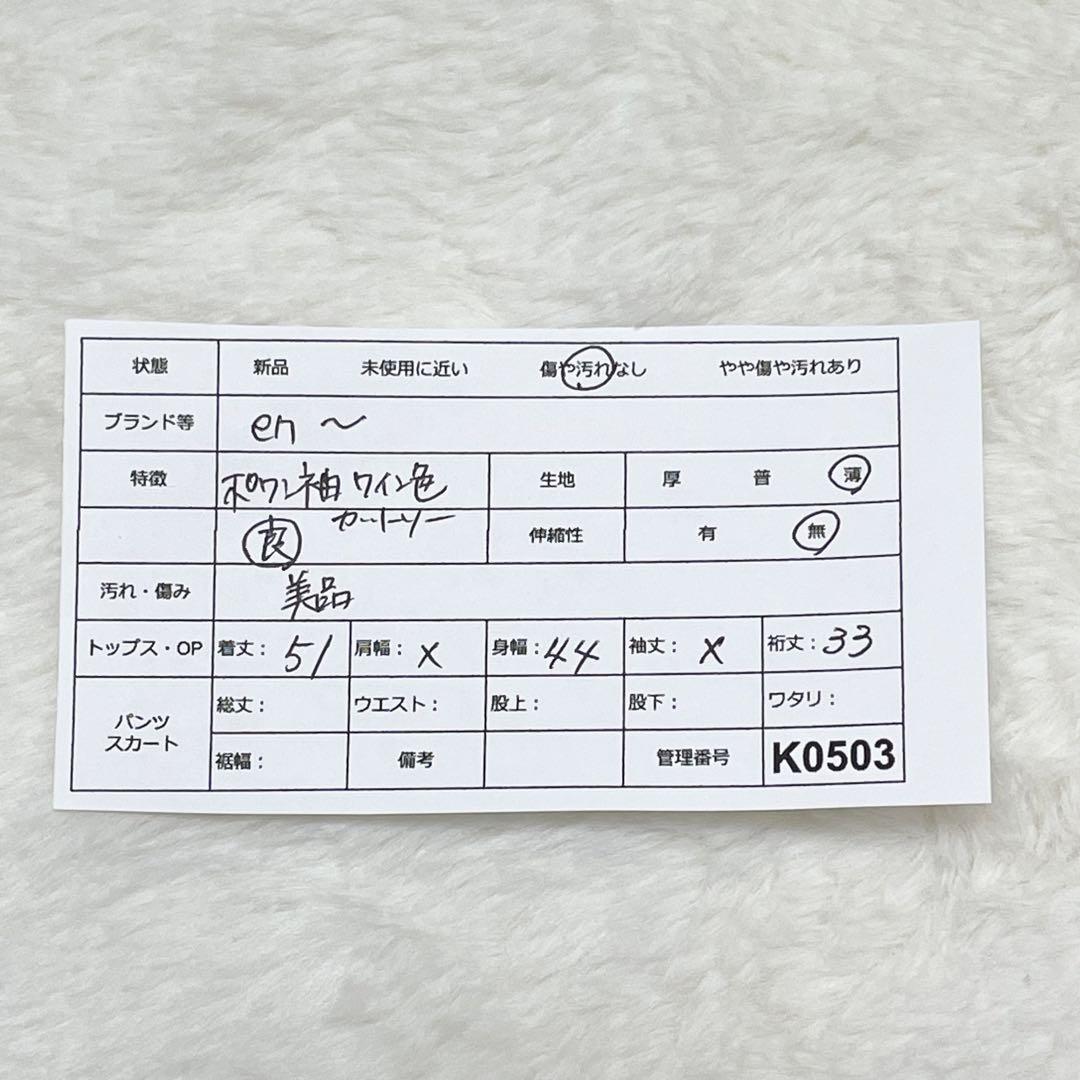 状態 新品 未使用に近い 傷や汚れなし やや傷や汚れあり
ブランド等 en 〜
特徴 ポワン袖 ワイン色 生地 厚 普 薄
カットソー 伸縮性 有 無
汚れ・傷み 美品
トップス・OP 着丈: 51 肩幅: X 身幅: 44 袖丈: X 裄丈: 33
パンツ スカート 総丈: ウエスト: 股上: 股下: ワタリ:
裾幅: 備考 管理番号 K0503